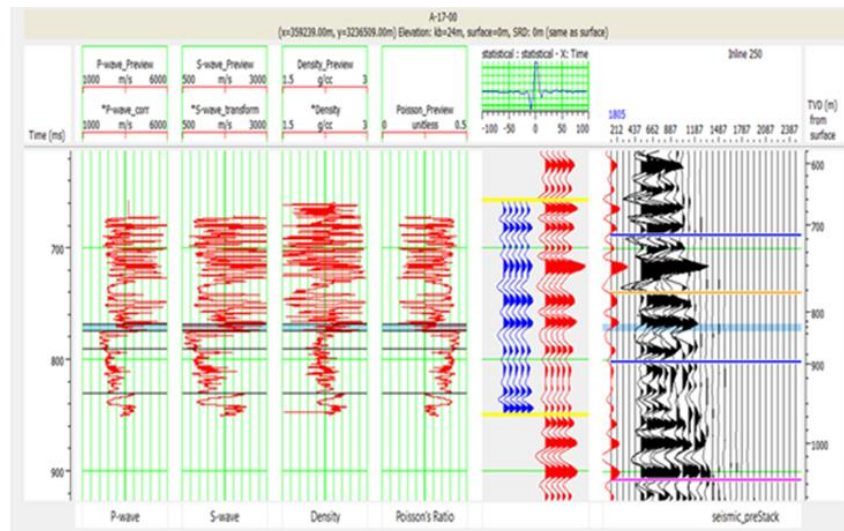 A-17-00
(x=359239.00m, y=3236509.00m) Elevation: kb=24m, surface=0m, SRD: 0m (same as surface)
P-wave_Preview
1000 m/s 6000
*P-wave_corr
1000 m/s 6000
S-wave_Preview
500 m/s 3000
*S-wave_transform
500 m/s 3000
Density_Preview
1.5 g/cc 3
*Density
1.5 g/cc 3
Poisson_Preview
0 unitless 0.5
statistical : statistical - X: Time
-100 -50 0 50 100
Inline 250
1805
212 437 662 887 1187 1487 1787 2087 2387
Time (ms)
TVD (m)
from
surface
700
800
900
600
700
800
900
1000
P-wave
S-wave
Density
Poisson's Ratio
seismic_preStack